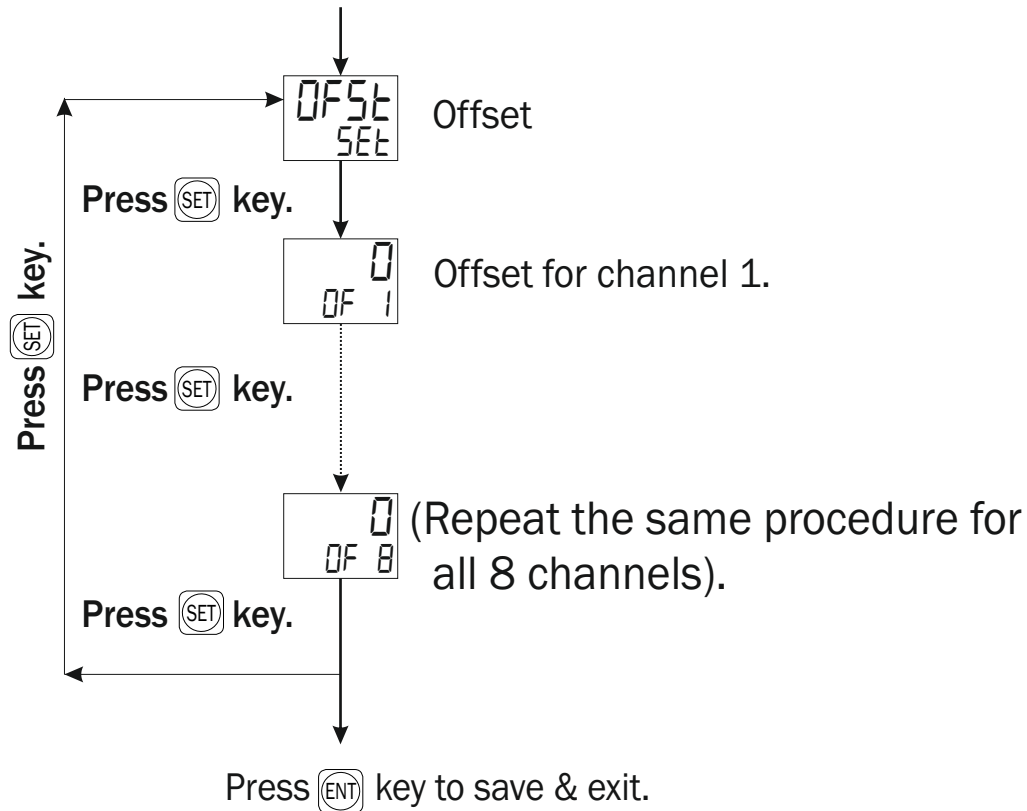 OFSt
SEt
Offset
Press SET key.
0
OF 1
Offset for channel 1.
Press SET key.
Press SET key.
0
OF 8
(Repeat the same procedure for
all 8 channels).
Press SET key.
Press ENT key to save & exit.